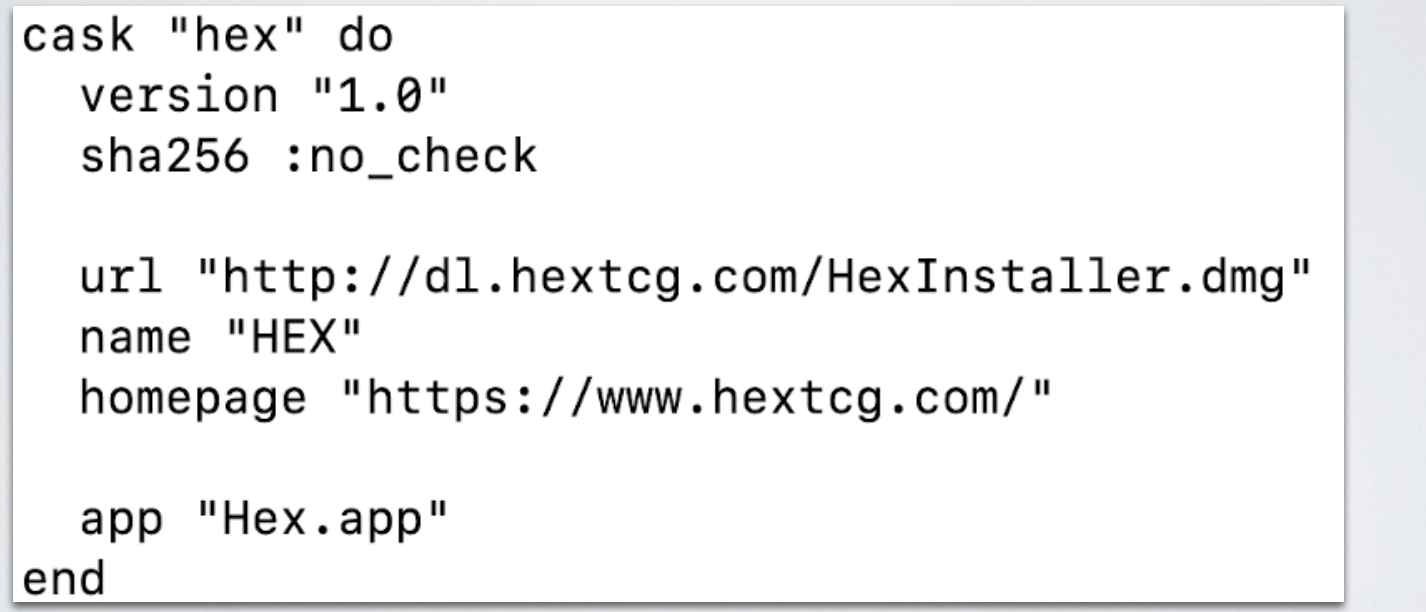 cask "hex" do
  version "1.0"
  sha256 :no_check
  url "http://dl.hextcg.com/HexInstaller.dmg"
  name "HEX"
  homepage "https://www.hextcg.com/"
  app "Hex.app"
end